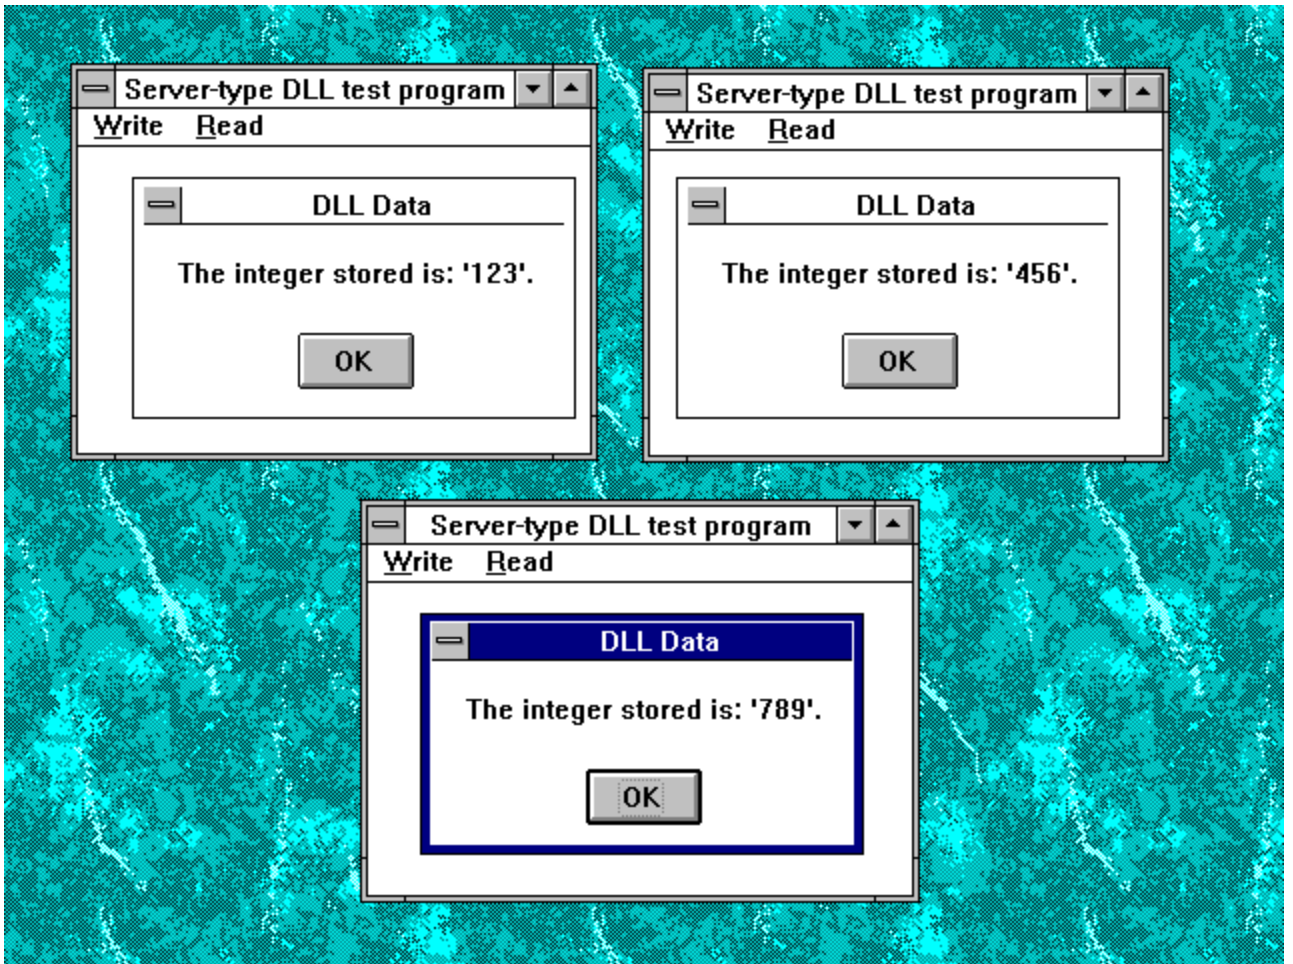 Server-type DLL test program
Write Read
DLL Data
The integer stored is: '123'.
OK
Server-type DLL test program
Write Read
DLL Data
The integer stored is: '456'.
OK
Server-type DLL test program
Write Read
DLL Data
The integer stored is: '789'.
OK